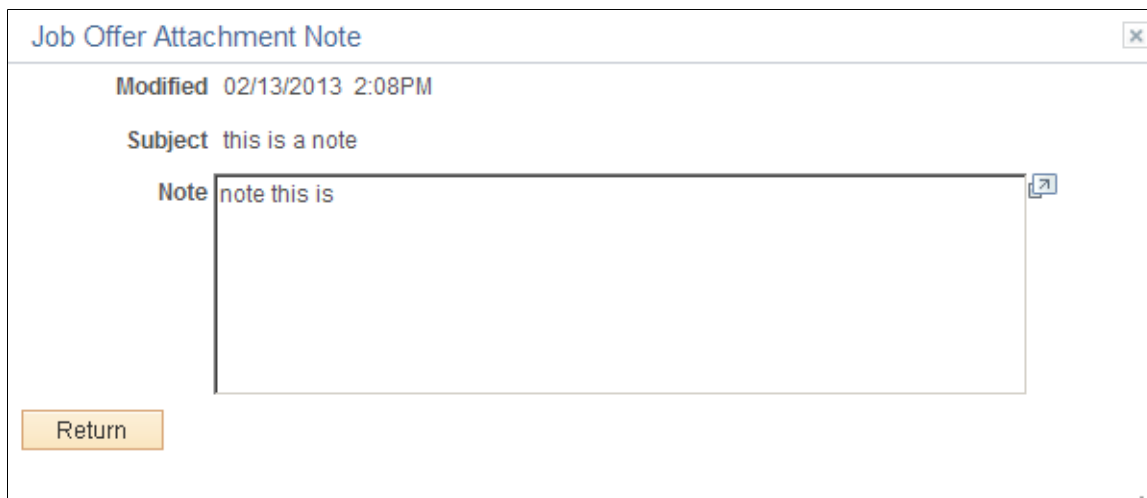 Job Offer Attachment Note
Modified 02/13/2013 2:08PM
Subject this is a note
Note note this is
Return